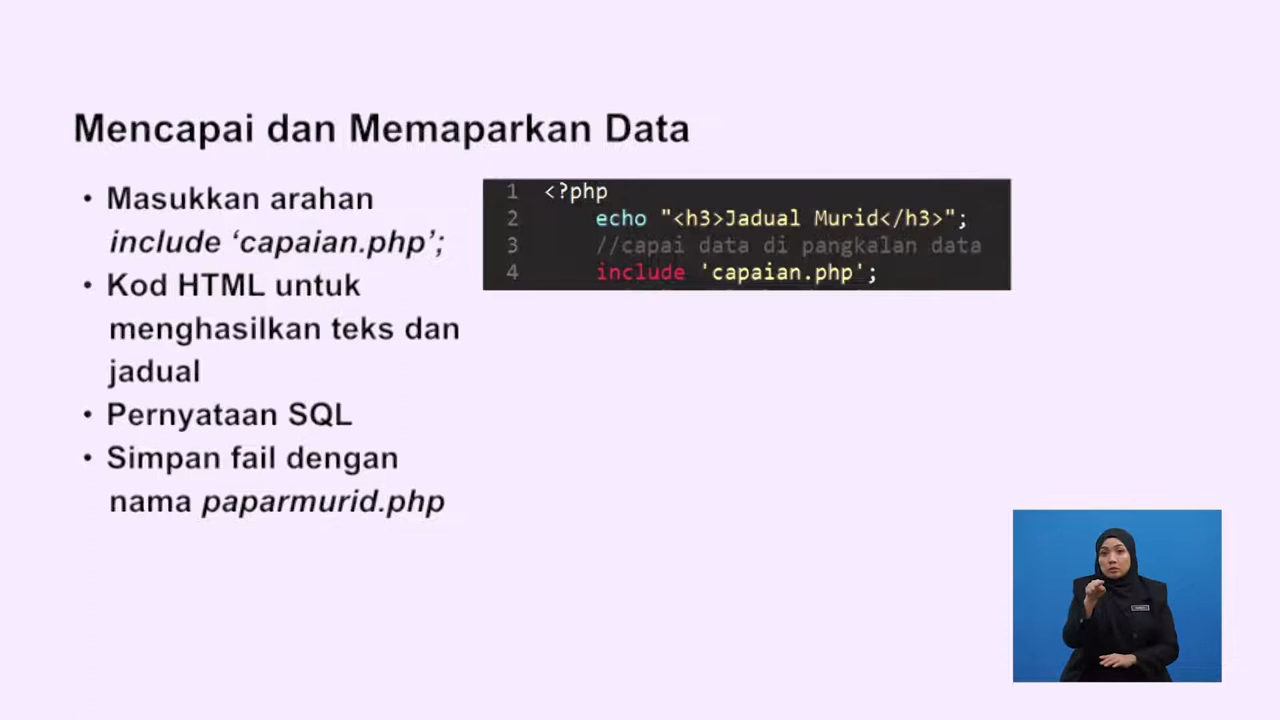 Mencapai dan Memaparkan Data
• Masukkan arahan
include ‘capaian.php’;
• Kod HTML untuk
menghasilkan teks dan
jadual
• Pernyataan SQL
• Simpan fail dengan
nama paparmurid.php
1 <?php
2 echo "<h3>Jadual Murid</h3>";
3 //capai data di pangkalan data
4 include 'capaian.php';